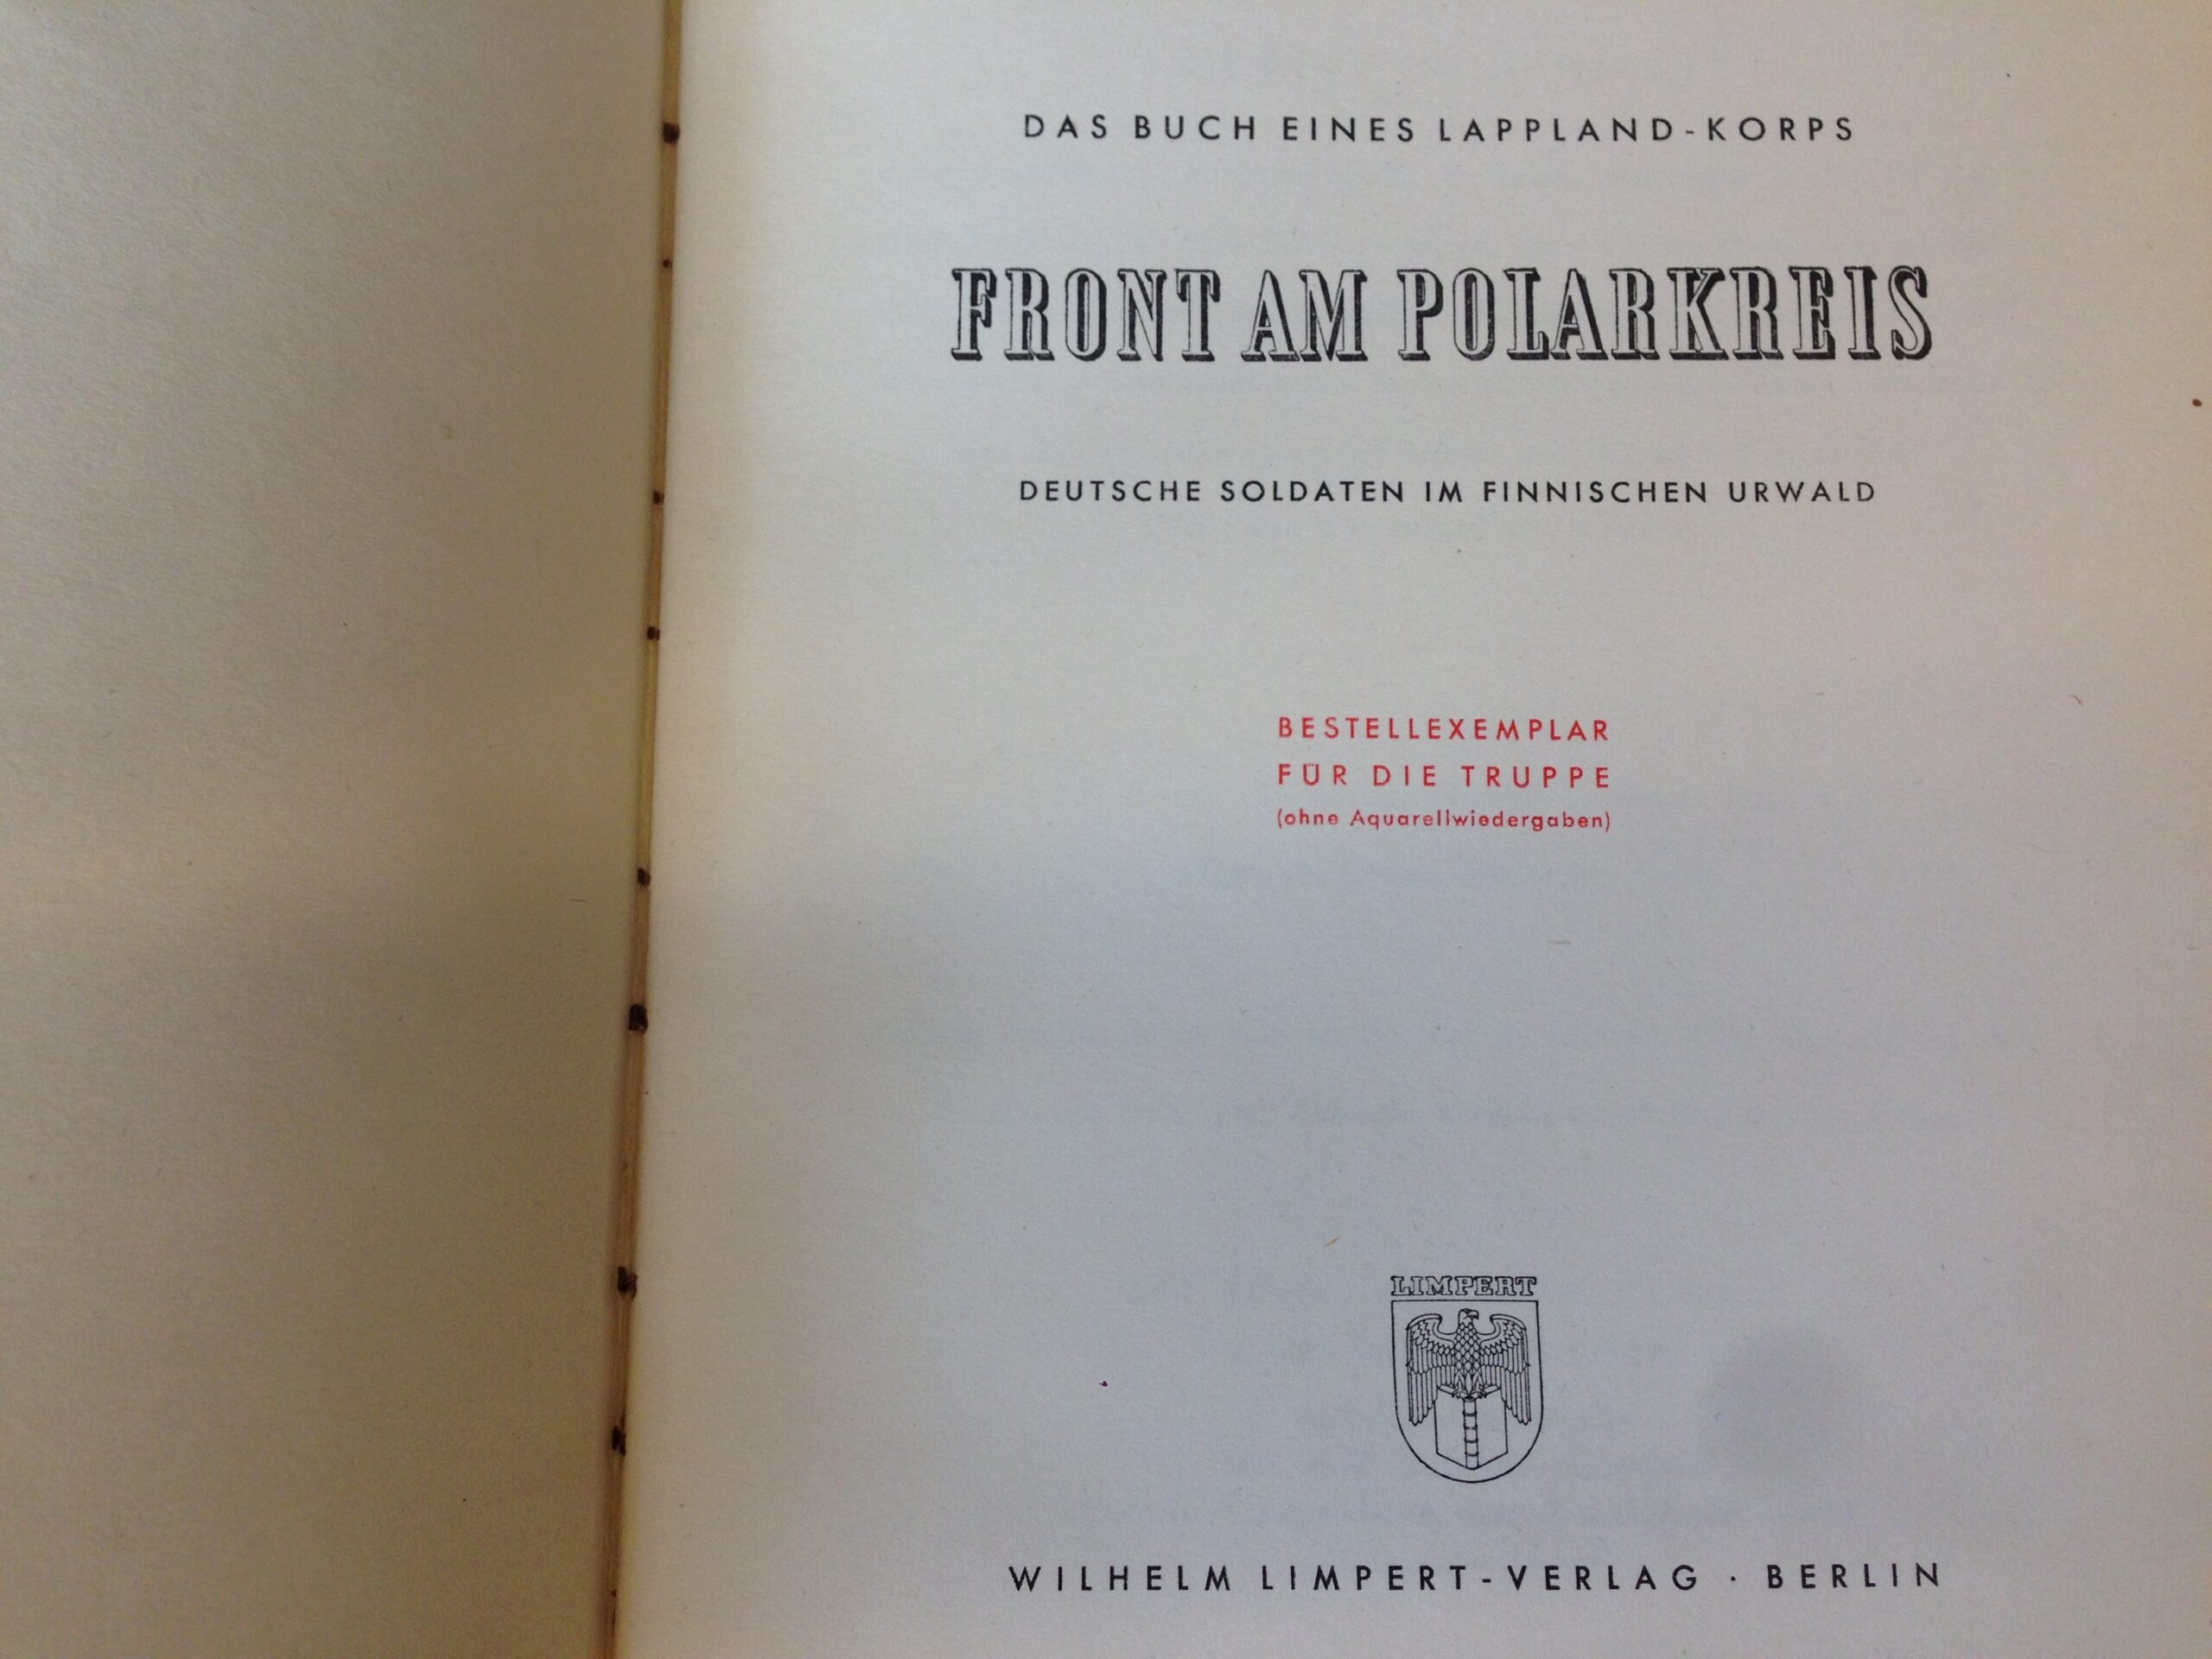 DAS BUCH EINES LAPPLAND-KORPS
FRONT AM POLARKREIS
DEUTSCHE SOLDATEN IM FINNISCHEN URWALD
BESTELLEXEMPLAR
FÜR DIE TRUPPE
(ohne Aquarellwiedergaben)
LIMPERT
WILHELM LIMPERT-VERLAG · BERLIN